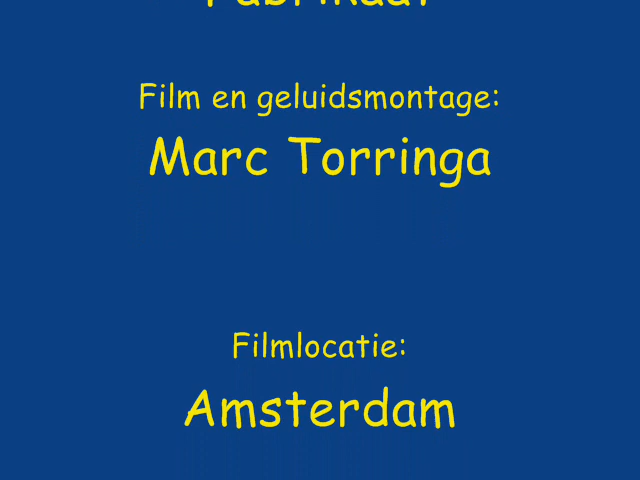 Film en geluidsmontage:
Marc Torringa
Filmlocatie:
Amsterdam